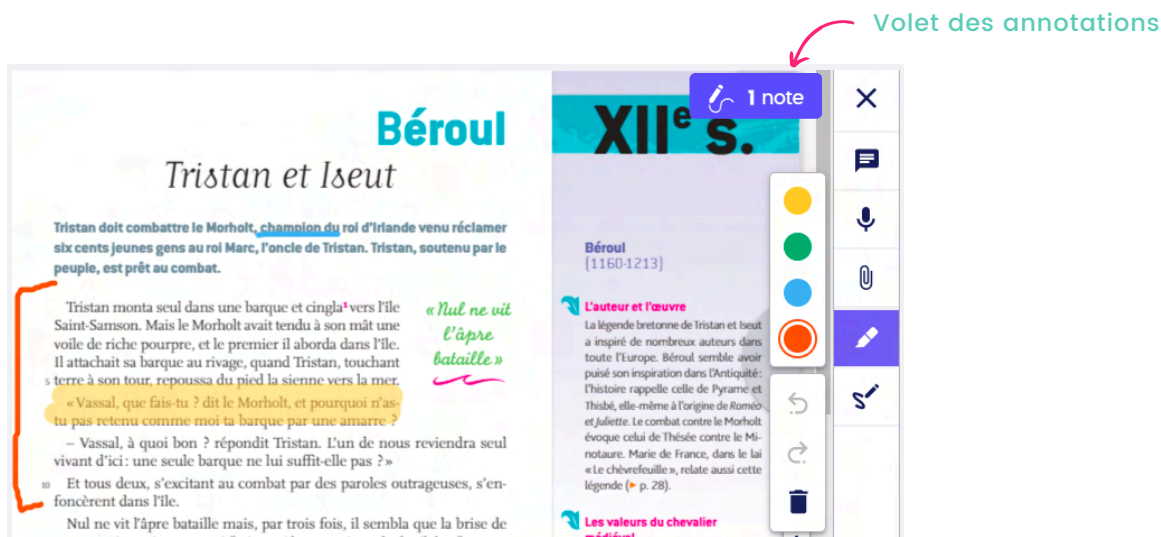 Volet des annotations
1 note
Béroul
XIIe s.
Tristan et Iseut
Tristan doit combattre le Morholt, champion du roi d'Irlande venu réclamer
six cents jeunes gens au roi Marc, l'oncle de Tristan. Tristan, soutenu par le
peuple, est prêt au combat.
Tristan monta seul dans une barque et cingla1 vers l'île
Saint-Samson. Mais le Morholt avait tendu à son mât une
voile de riche pourpre, et le premier il aborda dans l'île.
Il attachait sa barque au rivage, quand Tristan, touchant
5 terre à son tour, repoussa du pied la sienne vers la mer.
« Vassal, que fais-tu ? dit le Morholt, et pourquoi n'as-
tu pas retenu comme moi ta barque par une amarre ?
– Vassal, à quoi bon ? répondit Tristan. L'un de nous reviendra seul
vivant d'ici : une seule barque ne lui suffit-elle pas ? »
10 Et tous deux, s'excitant au combat par des paroles outrageuses, s'en-
foncèrent dans l'île.
Nul ne vit l'âpre bataille mais, par trois fois, il sembla que la brise de
« Nul ne vit
l'âpre
bataille »
Béroul
(1160-1213)
L'auteur et l'œuvre
La légende bretonne de Tristan et Iseut
a inspiré de nombreux auteurs dans
toute l'Europe. Béroul semble avoir
puisé son inspiration dans l'Antiquité :
l'histoire rappelle celle de Pyrame et
Thisbé, elle-même à l'origine de Roméo
et Juliette. Le combat contre le Morholt
évoque celui de Thésée contre le Mi-
notaure. Marie de France, dans le lai
« Le chèvrefeuille », relate aussi cette
légende (▸ p. 28).
Les valeurs du chevalier
médiéval